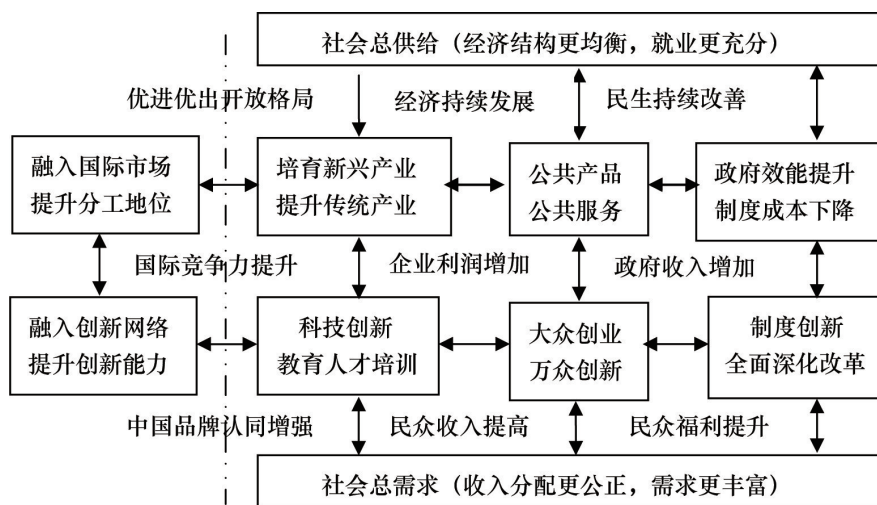 社会总供给（经济结构更均衡，就业更充分）
优进优出开放格局
经济持续发展
民生持续改善
融入国际市场
提升分工地位
培育新兴产业
提升传统产业
公共产品
公共服务
政府效能提升
制度成本下降
国际竞争力提升
企业利润增加
政府收入增加
融入创新网络
提升创新能力
科技创新
教育人才培训
大众创业
万众创新
制度创新
全面深化改革
中国品牌认同增强
民众收入提高
民众福利提升
社会总需求（收入分配更公正，需求更丰富）